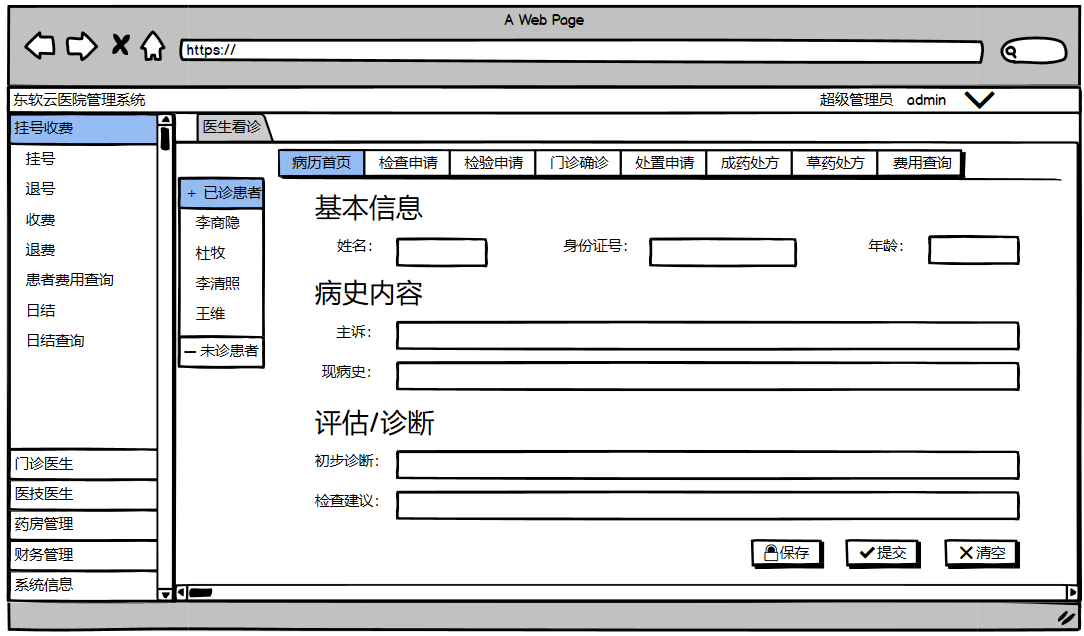 A Web Page
https://
东软云医院管理系统 超级管理员 admin
挂号收费
挂号
退号
收费
退费
患者费用查询
日结
日结查询
门诊医生
医技医生
药房管理
财务管理
系统信息
医生看诊
病历首页 检查申请 检验申请 门诊确诊 处置申请 成药处方 草药处方 费用查询
+ 已诊患者
李商隐
杜牧
李清照
王维
— 未诊患者
基本信息
姓名： 身份证号： 年龄：
病史内容
主诉：
现病史：
评估/诊断
初步诊断：
检查建议：
保存 提交 清空